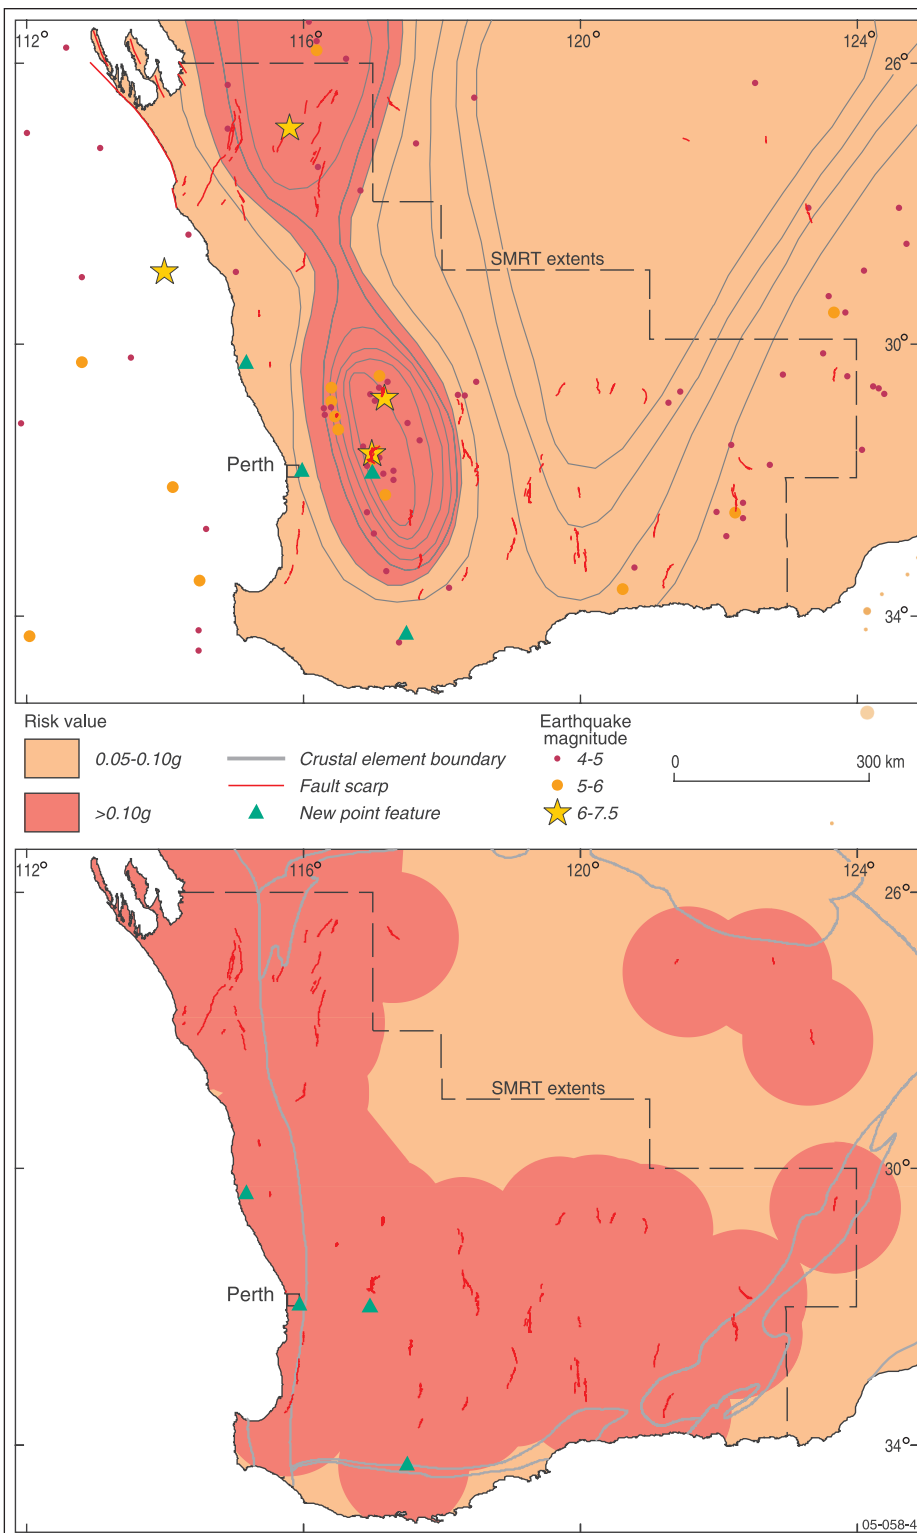 112° 116° 120° 124°
26°
SMRT extents
30°
Perth
34°
Risk value
0.05-0.10g
>0.10g
Crustal element boundary
Fault scarp
New point feature
Earthquake
magnitude
4-5
5-6
6-7.5
0 300 km
112° 116° 120° 124°
26°
SMRT extents
30°
Perth
34°
05-058-4